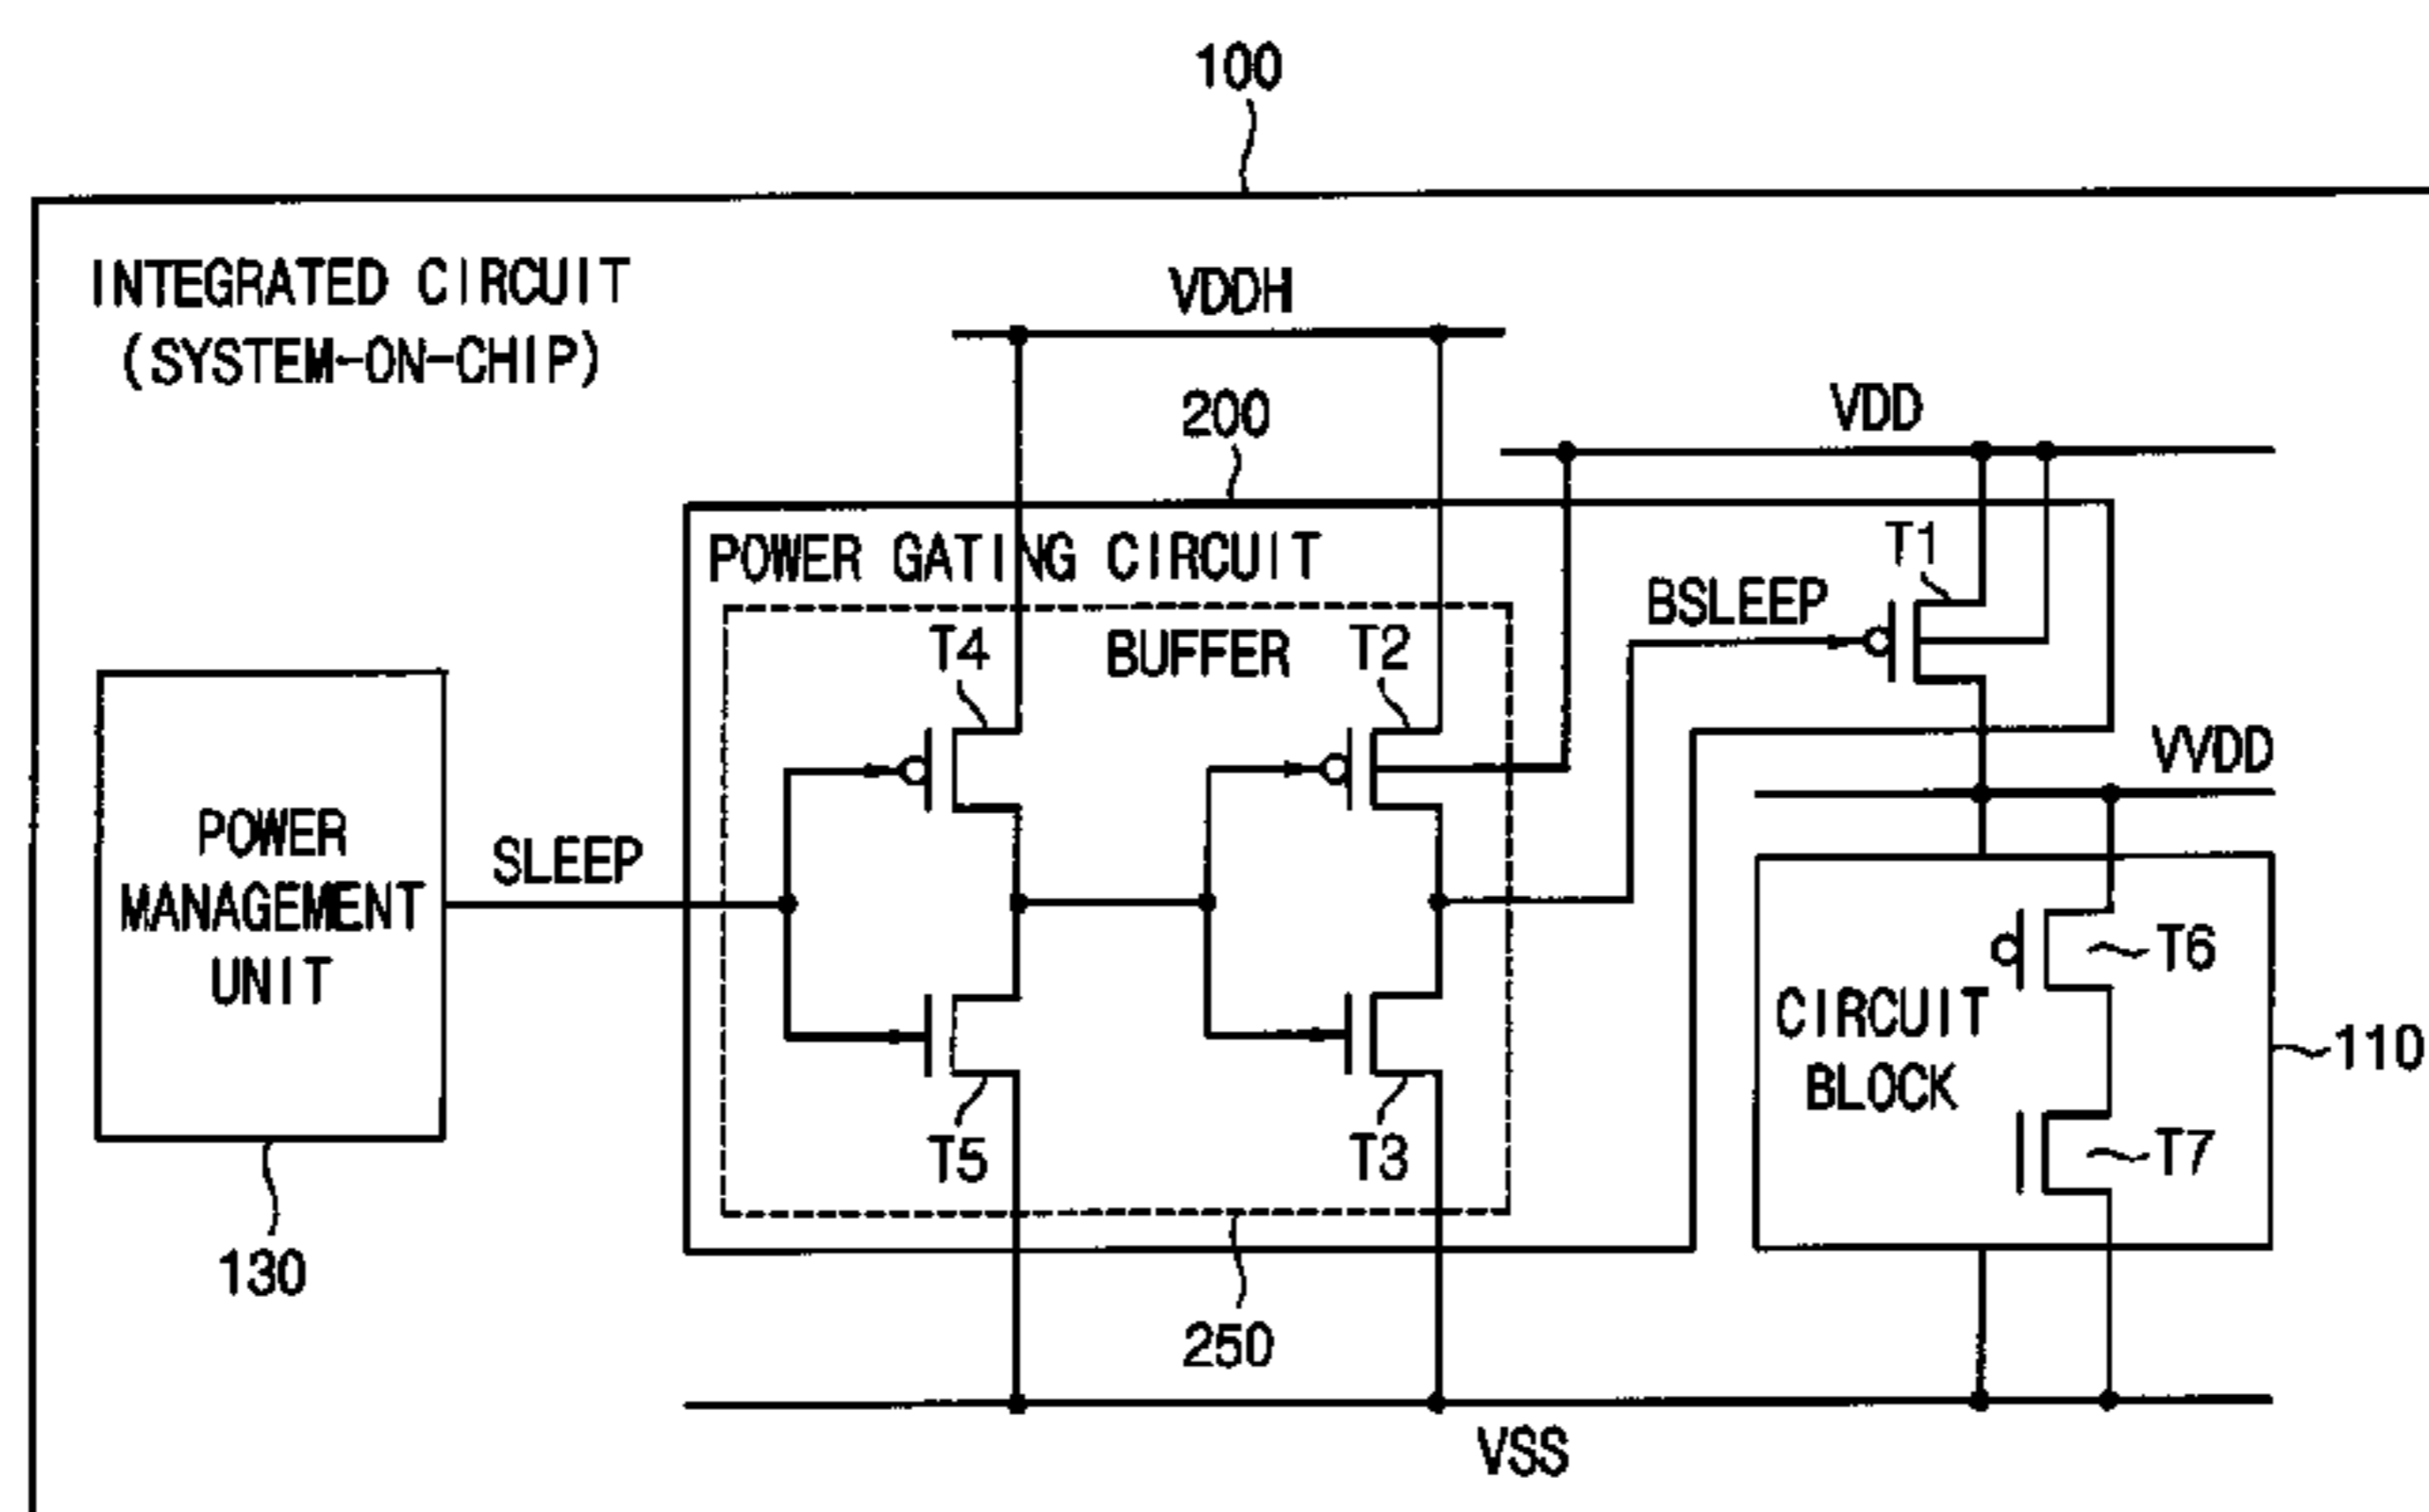 100
INTEGRATED CIRCUIT
(SYSTEM-ON-CHIP)
VDDH
200
VDD
POWER GATING CIRCUIT
T1
BSLEEP
T4
BUFFER
T2
VVDD
POWER
MANAGEMENT
UNIT
SLEEP
T6
CIRCUIT
BLOCK
110
T5
T3
T7
130
250
VSS